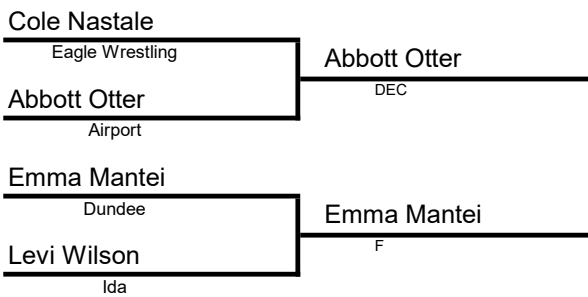 Cole Nastale
Eagle Wrestling
Abbott Otter
DEC
Abbott Otter
Airport
Emma Mantei
Dundee
Emma Mantei
F
Levi Wilson
Ida